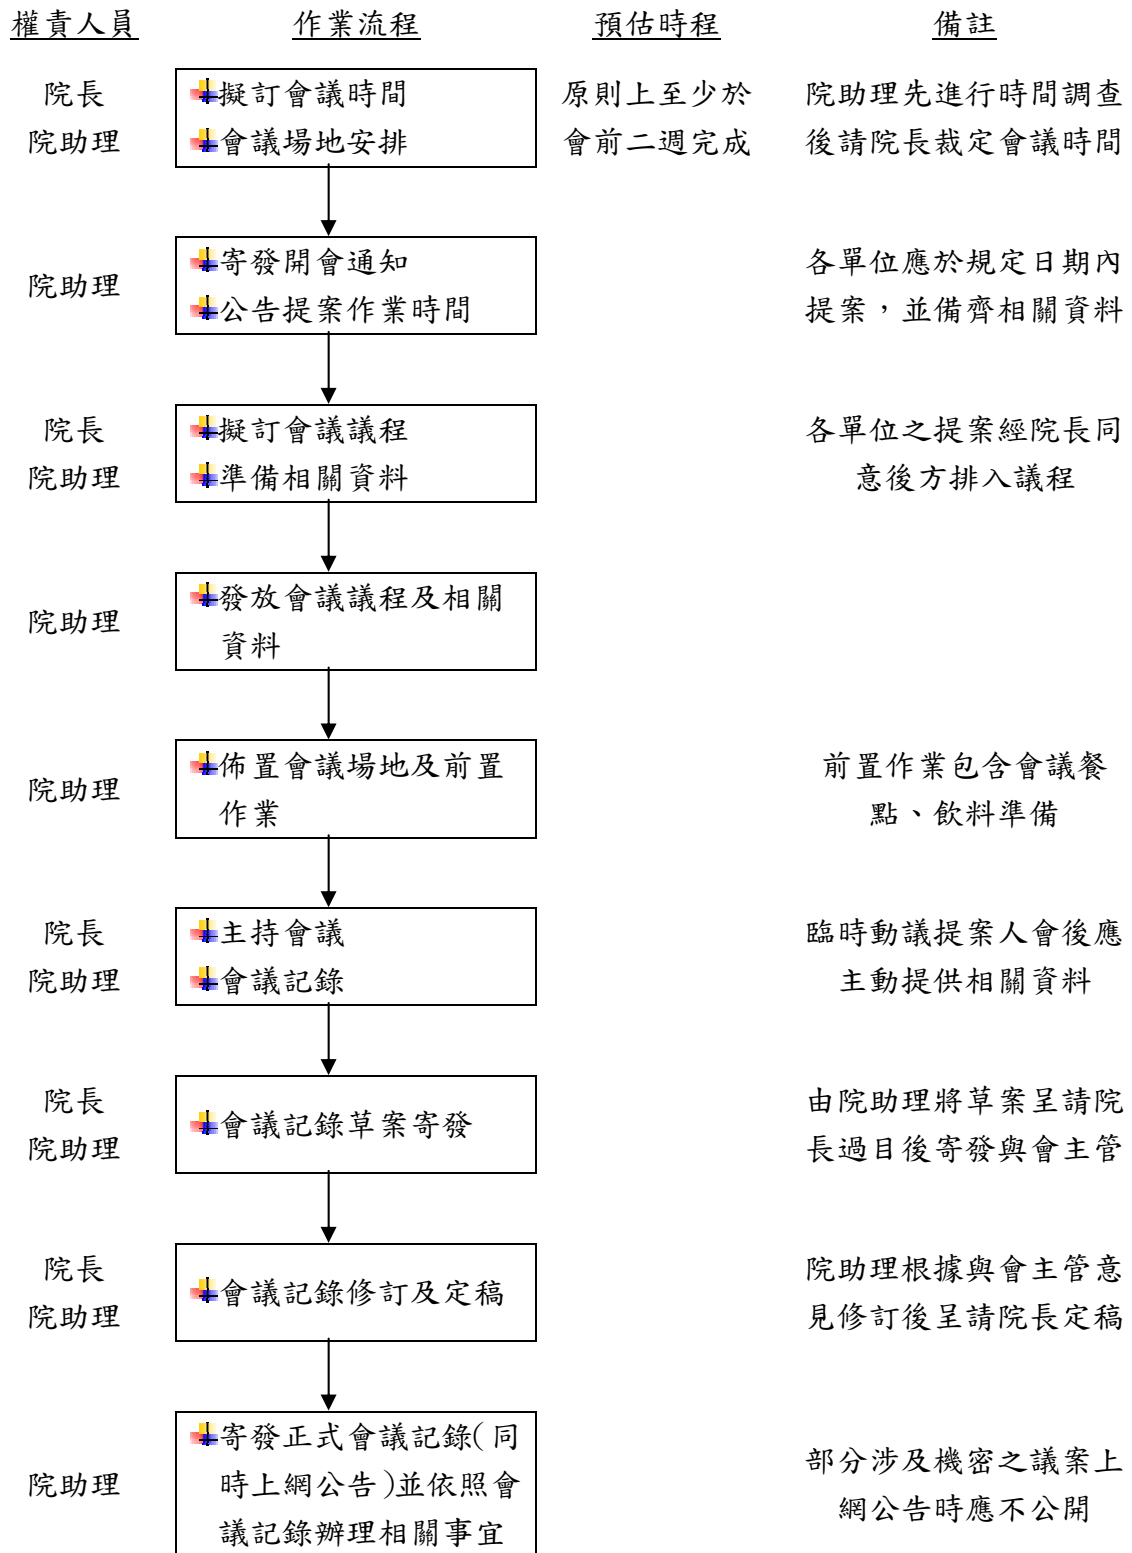 權責人員 作業流程 預估時程 備註
院長 擬訂會議時間 原則上至少於 院助理先進行時間調查
院助理 會議場地安排 會前二週完成 後請院長裁定會議時間
寄發開會通知 各單位應於規定日期內
院助理
公告提案作業時間 提案，並備齊相關資料
院長 擬訂會議議程 各單位之提案經院長同
院助理 準備相關資料 意後方排入議程
發放會議議程及相關
院助理
資料
佈置會議場地及前置 前置作業包含會議餐
院助理
作業 點、飲料準備
院長 主持會議 臨時動議提案人會後應
院助理 會議記錄 主動提供相關資料
院長 由院助理將草案呈請院
會議記錄草案寄發
院助理 長過目後寄發與會主管
院長 院助理根據與會主管意
會議記錄修訂及定稿
院助理 見修訂後呈請院長定稿
寄發正式會議記錄(同
部分涉及機密之議案上
院助理 時上網公告)並依照會
網公告時應不公開
議記錄辦理相關事宜